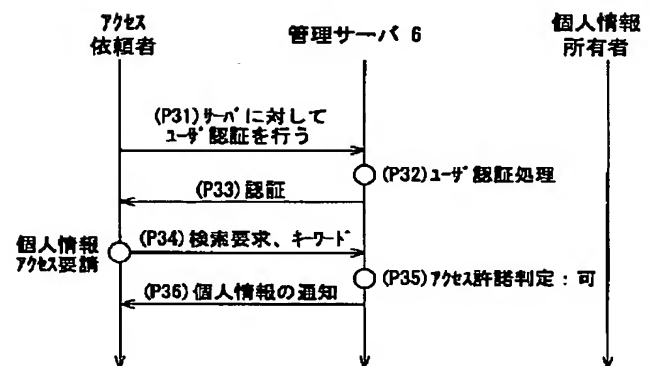 アクセス
依頼者
管理サーバ 6
個人情報
所有者
(P31)サーバに対して
ユーザ認証を行う
(P32)ユーザ認証処理
(P33)認証
個人情報
アクセス要請
(P34)検索要求、キーワード
(P35)アクセス許諾判定:可
(P36)個人情報の通知